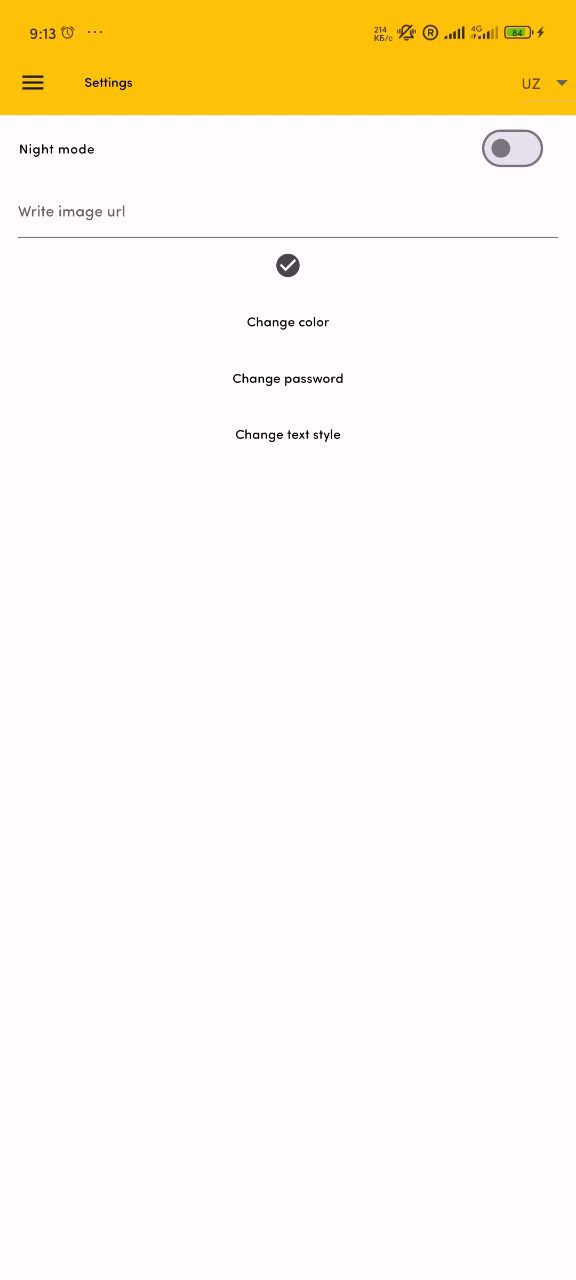 9:13
214
КБ/с
R
4G
84
Settings
UZ
Night mode
Write image url
Change color
Change password
Change text style